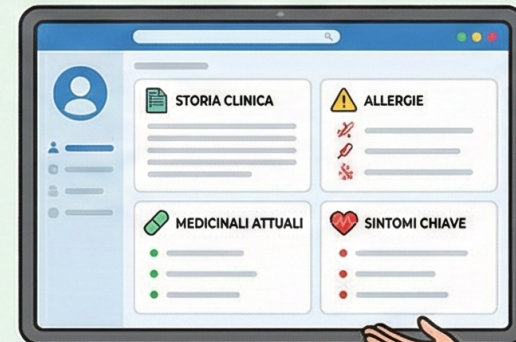 STORIA CLINICA
ALLERGIE
MEDICINALI ATTUALI
SINTOMI CHIAVE